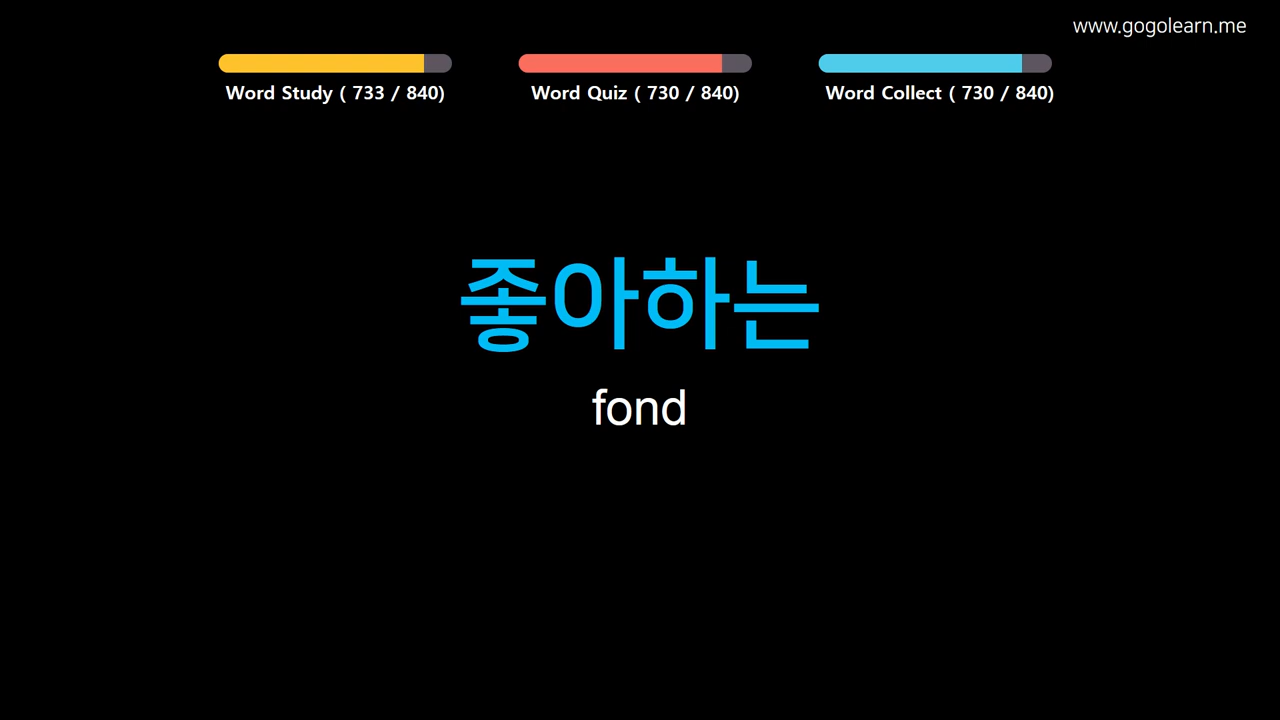 www.gogolearn.me
Word Study ( 733 / 840)
Word Quiz ( 730 / 840)
Word Collect ( 730 / 840)
좋아하는
fond